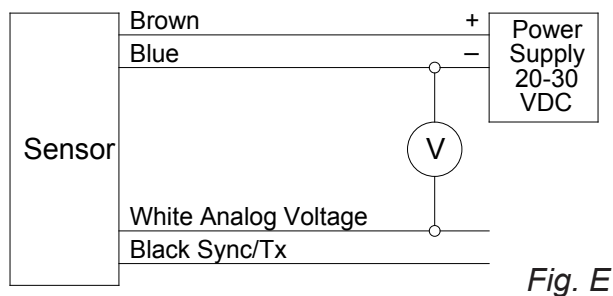 Brown
+
Power
Supply
20-30
VDC
Blue
–
Sensor
V
White Analog Voltage
Black Sync/Tx
Fig. E